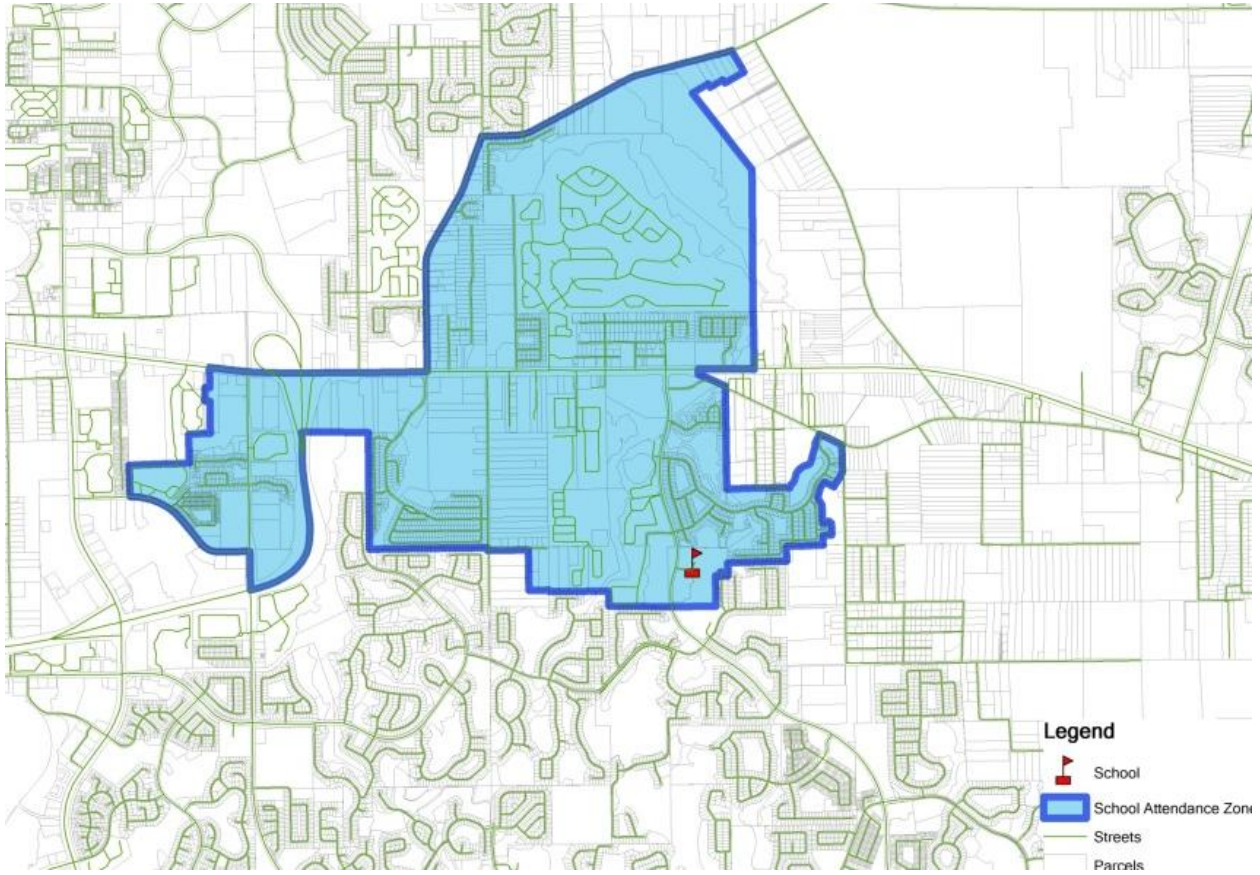 Legend
School
School Attendance Zone
Streets
Parcels